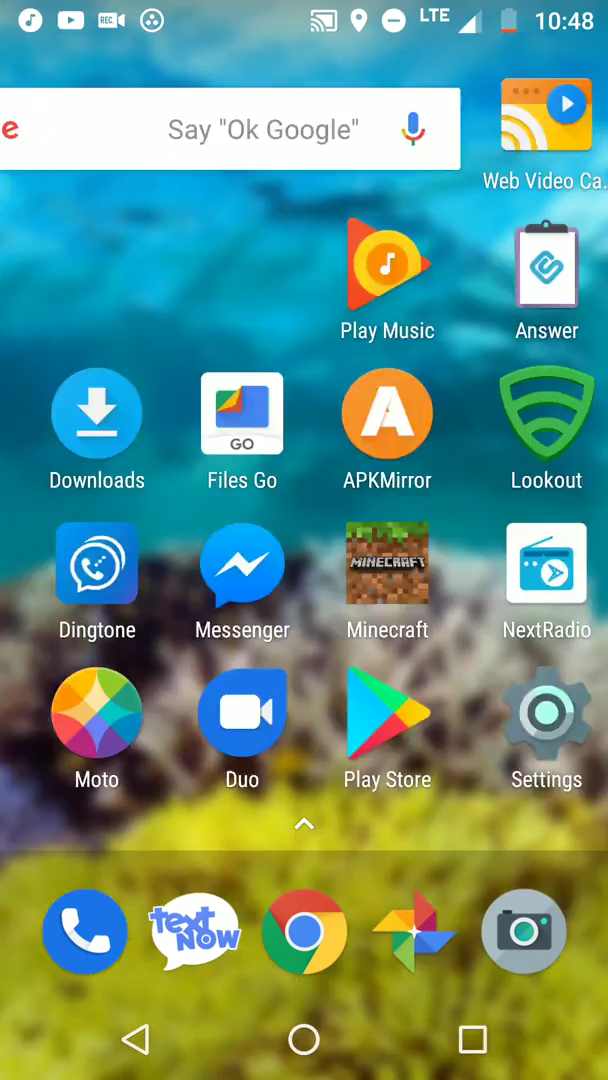 REC
LTE
10:48
e
Say "Ok Google"
Web Video Ca...
Play Music
Answer
GO
Downloads
Files Go
APKMirror
Lookout
MINECRAFT
Dingtone
Messenger
Minecraft
NextRadio
Moto
Duo
Play Store
Settings
text
NOW